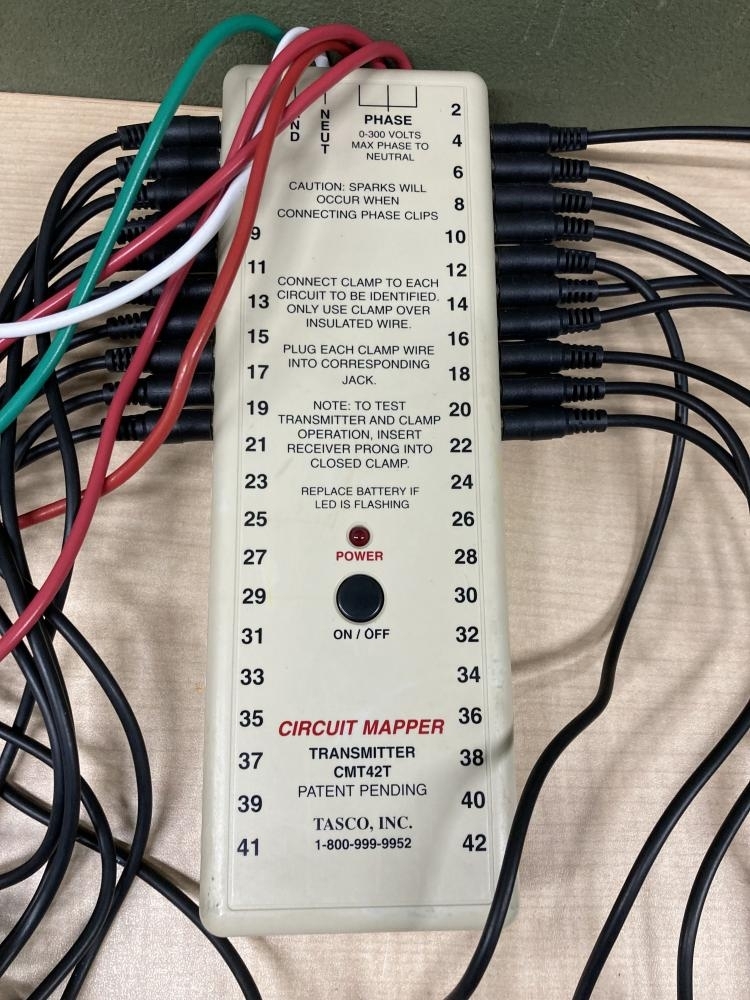 ND
NEUT
PHASE
0-300 VOLTS
MAX PHASE TO
NEUTRAL
CAUTION: SPARKS WILL
OCCUR WHEN
CONNECTING PHASE CLIPS
CONNECT CLAMP TO EACH
CIRCUIT TO BE IDENTIFIED.
ONLY USE CLAMP OVER
INSULATED WIRE.
PLUG EACH CLAMP WIRE
INTO CORRESPONDING
JACK.
NOTE: TO TEST
TRANSMITTER AND CLAMP
OPERATION, INSERT
RECEIVER PRONG INTO
CLOSED CLAMP.
REPLACE BATTERY IF
LED IS FLASHING
POWER
ON / OFF
CIRCUIT MAPPER
TRANSMITTER
CMT42T
PATENT PENDING
TASCO, INC.
1-800-999-9952
9
11
13
15
17
19
21
23
25
27
29
31
33
35
37
39
41
2
4
6
8
10
12
14
16
18
20
22
24
26
28
30
32
34
36
38
40
42